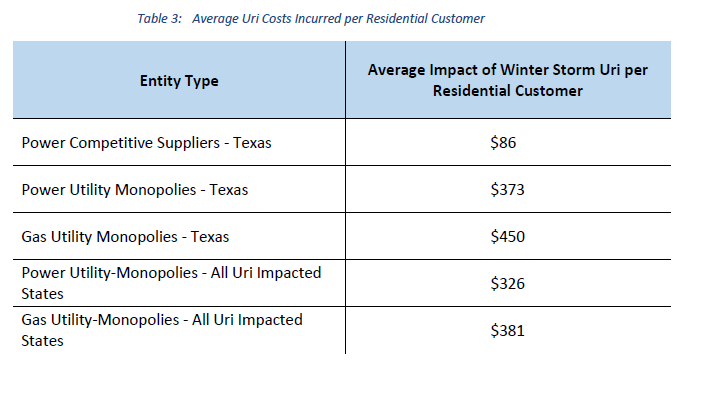 Table 3: Average Uri Costs Incurred per Residential Customer
Entity Type
Average Impact of Winter Storm Uri per
Residential Customer
Power Competitive Suppliers - Texas
$86
Power Utility Monopolies - Texas
$373
Gas Utility Monopolies - Texas
$450
Power Utility-Monopolies - All Uri Impacted
States
$326
Gas Utility-Monopolies - All Uri Impacted
States
$381